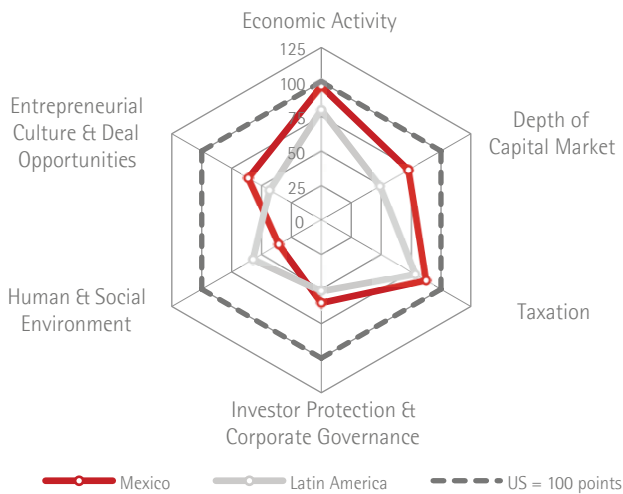 Economic Activity
125
100
75
50
25
0
Entrepreneurial
Culture & Deal
Opportunities
Depth of
Capital Market
Human & Social
Environment
Taxation
Investor Protection &
Corporate Governance
Mexico
Latin America
US = 100 points